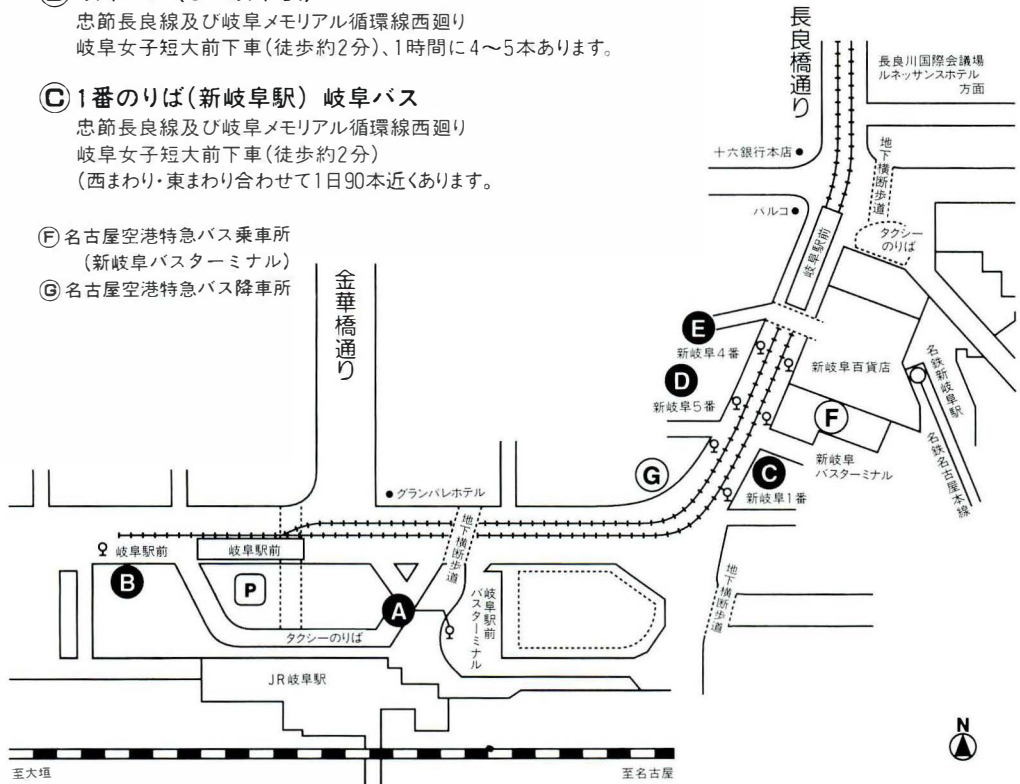 忠節長良線及び岐阜メモリアル循環線西廻り
岐阜女子短大前下車(徒歩約2分)、1時間に4〜5本あります。
Ⓒ1番のりば(新岐阜駅) 岐阜バス
忠節長良線及び岐阜メモリアル循環線西廻り
岐阜女子短大前下車(徒歩約2分)
(西まわり・東まわり合わせて1日90本近くあります。
Ⓕ名古屋空港特急バス乗車所
(新岐阜バスターミナル)
Ⓖ名古屋空港特急バス降車所
金華橋通り
長良橋通り
長良川国際会議場
ルネッサンスホテル
方面
十六銀行本店
地下横断歩道
パルコ
タクシー
のりば
岐阜駅前
E
新岐阜4番
D
新岐阜5番
新岐阜百貨店
名鉄新岐阜駅
F
名鉄名古屋本線
新岐阜
バスターミナル
G
C
新岐阜1番
グランパレホテル
地下横断歩道
岐阜駅前
岐阜駅前
B
P
A
岐阜駅前
バスターミナル
地下横断歩道
タクシーのりば
JR岐阜駅
N
至大垣
至名古屋